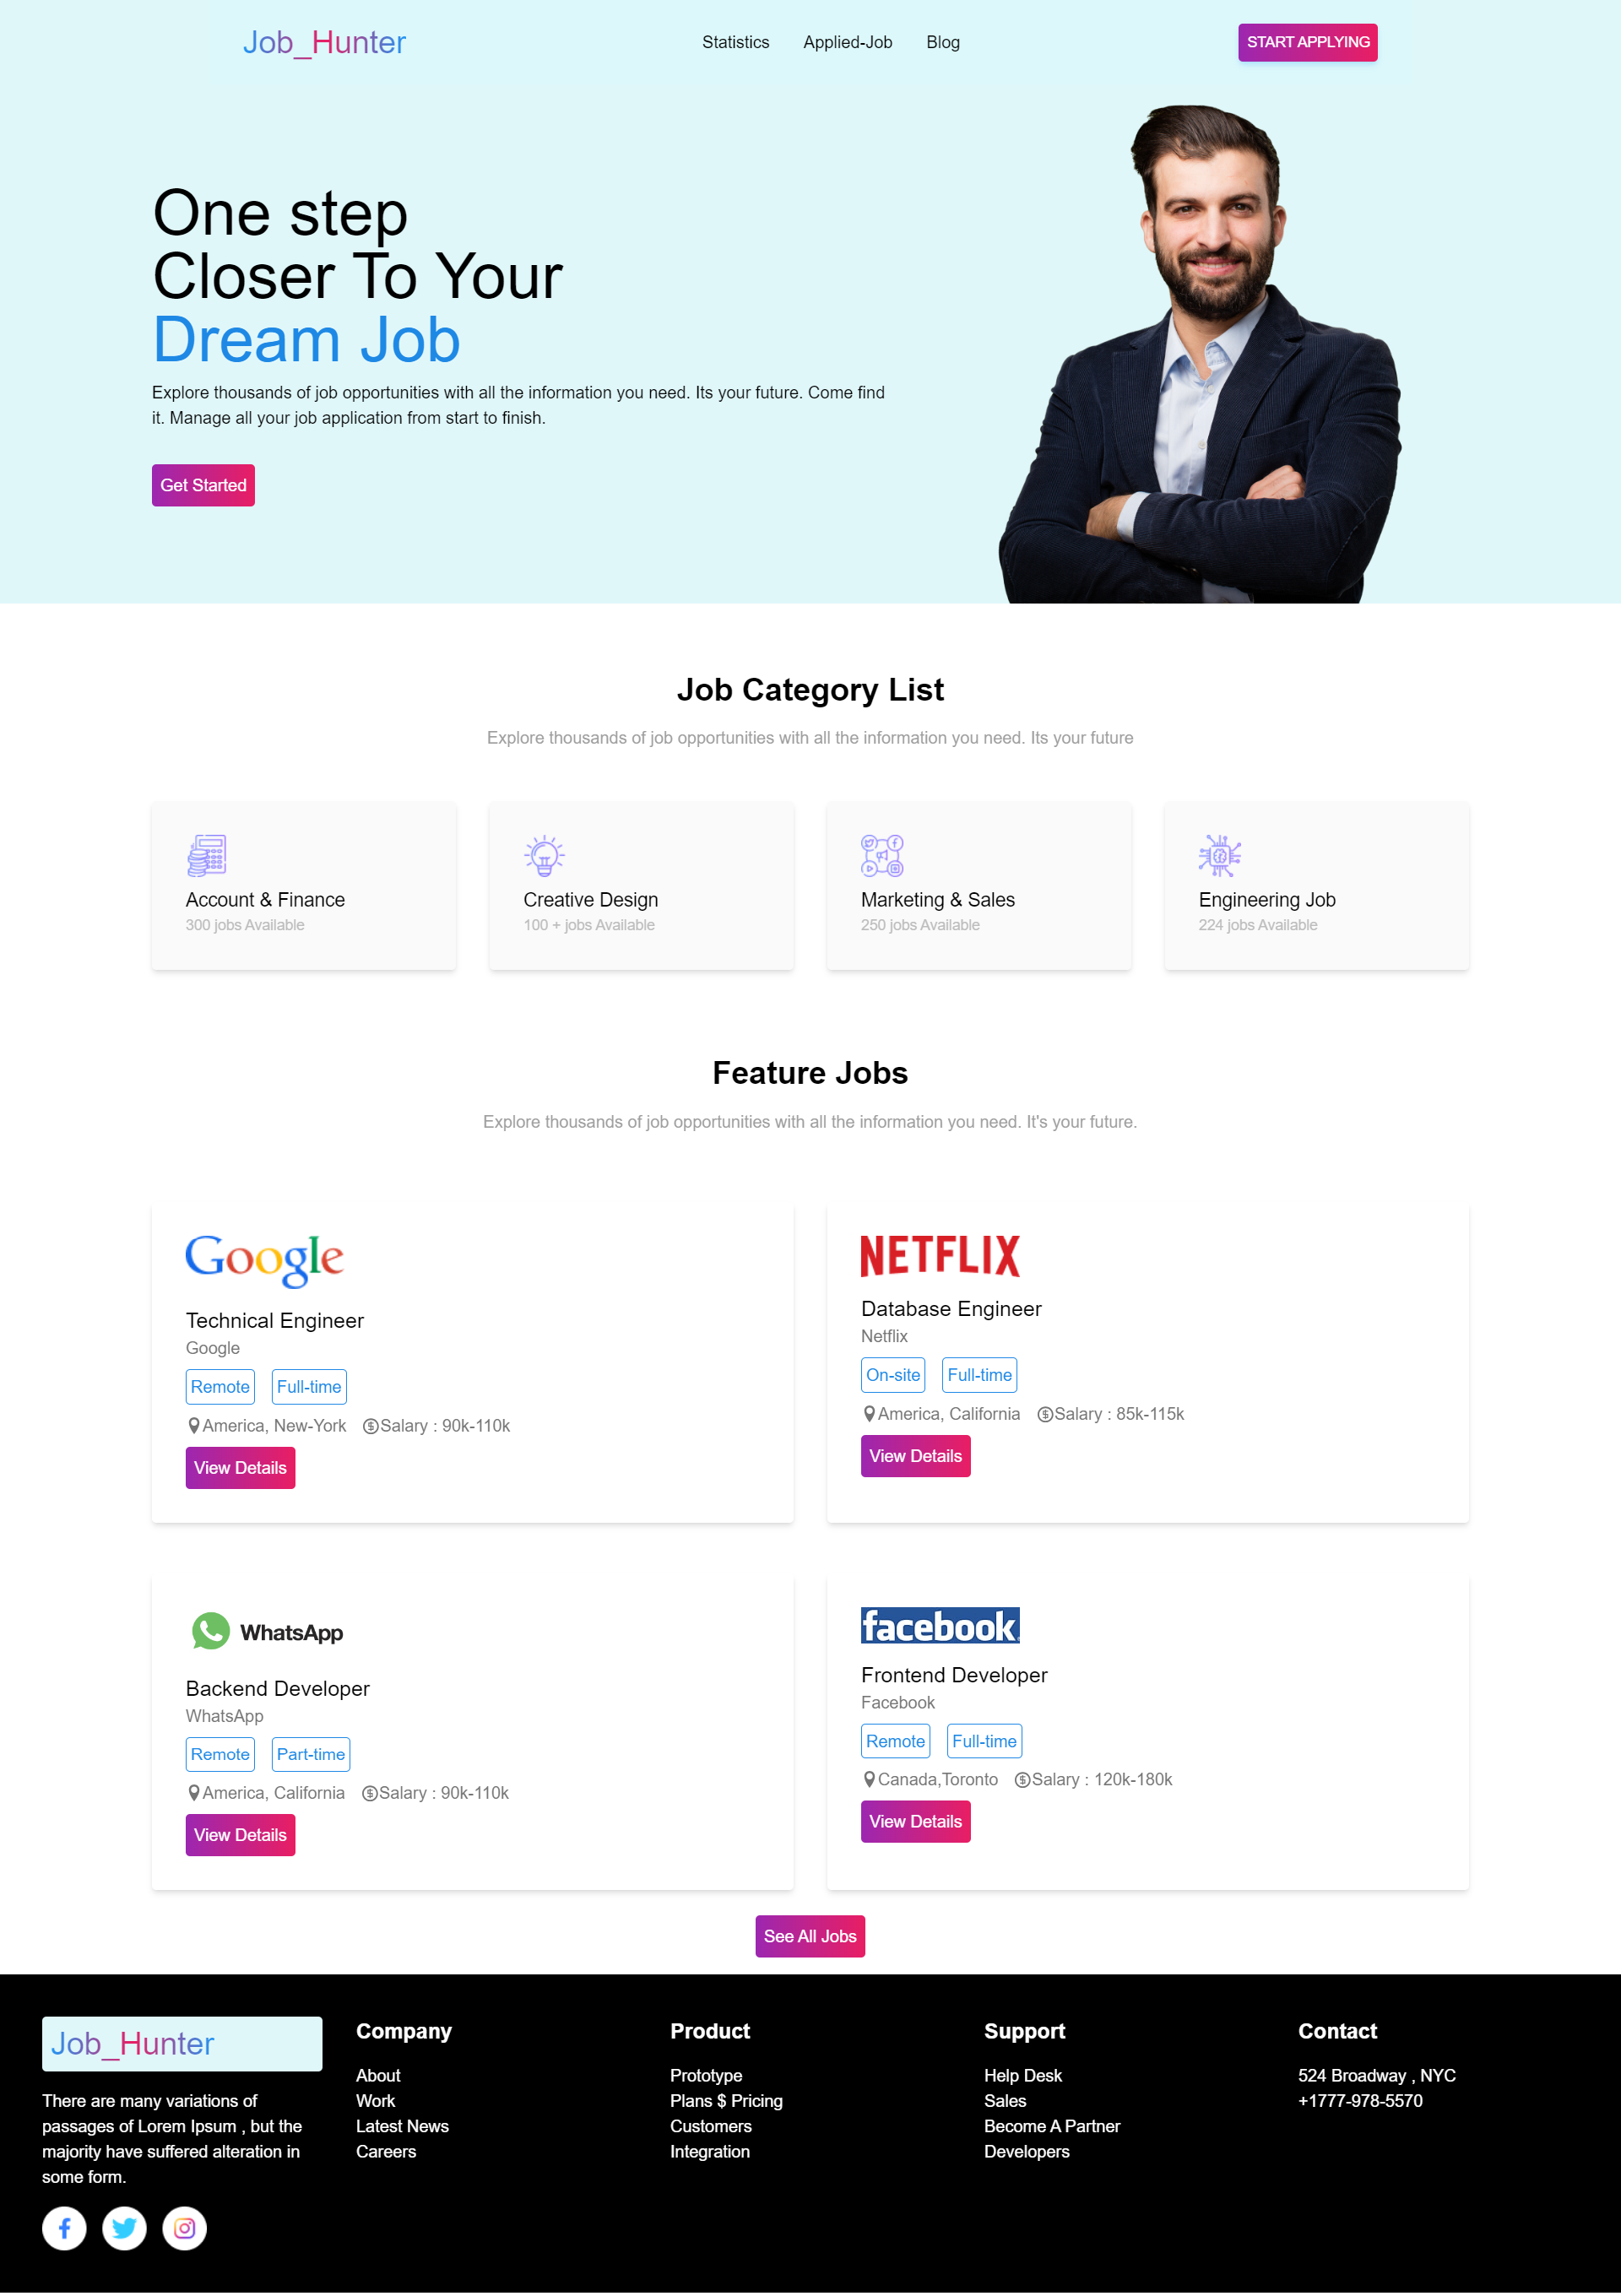 Job_Hunter
Statistics
Applied-Job
Blog
START APPLYING
One step
Closer To Your
Dream Job
Explore thousands of job opportunities with all the information you need. Its your future. Come find
it. Manage all your job application from start to finish.
Get Started
Job Category List
Explore thousands of job opportunities with all the information you need. Its your future
Account & Finance
300 jobs Available
Creative Design
100 + jobs Available
Marketing & Sales
250 jobs Available
Engineering Job
224 jobs Available
Feature Jobs
Explore thousands of job opportunities with all the information you need. It's your future.
Google
Technical Engineer
Google
Remote
Full-time
America, New-York
Salary : 90k-110k
View Details
NETFLIX
Database Engineer
Netflix
On-site
Full-time
America, California
Salary : 85k-115k
View Details
WhatsApp
Backend Developer
WhatsApp
Remote
Part-time
America, California
Salary : 90k-110k
View Details
facebook
Frontend Developer
Facebook
Remote
Full-time
Canada,Toronto
Salary : 120k-180k
View Details
See All Jobs
Job_Hunter
There are many variations of
passages of Lorem Ipsum , but the
majority have suffered alteration in
some form.
Company
About
Work
Latest News
Careers
Product
Prototype
Plans $ Pricing
Customers
Integration
Support
Help Desk
Sales
Become A Partner
Developers
Contact
524 Broadway , NYC
+1777-978-5570